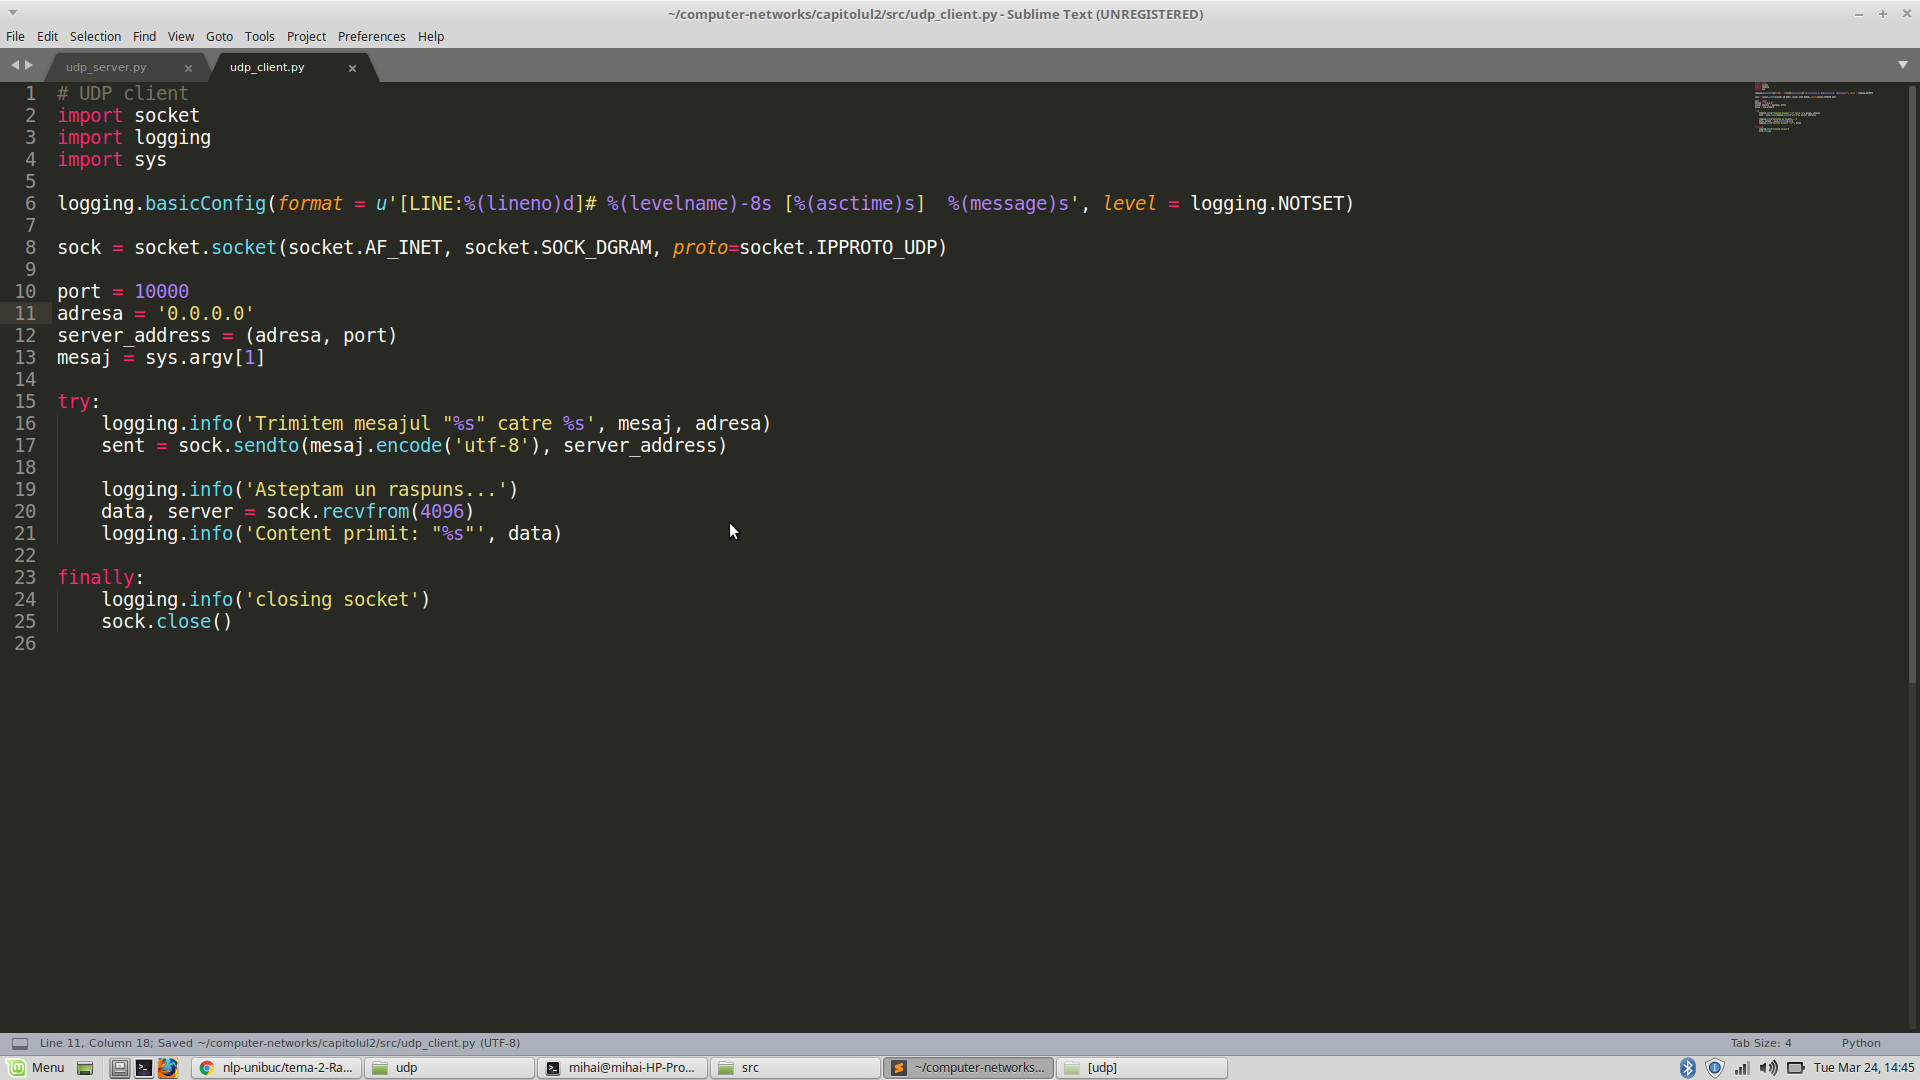 ~/computer-networks/capitolul2/src/udp_client.py - Sublime Text (UNREGISTERED)
File Edit Selection Find View Goto Tools Project Preferences Help
udp_server.py × udp_client.py ×
1 # UDP client
2 import socket
3 import logging
4 import sys
5
6 logging.basicConfig(format = u'[LINE:%(lineno)d]# %(levelname)-8s [%(asctime)s]  %(message)s', level = logging.NOTSET)
7
8 sock = socket.socket(socket.AF_INET, socket.SOCK_DGRAM, proto=socket.IPPROTO_UDP)
9
10 port = 10000
11 adresa = '0.0.0.0'
12 server_address = (adresa, port)
13 mesaj = sys.argv[1]
14
15 try:
16     logging.info('Trimitem mesajul "%s" catre %s', mesaj, adresa)
17     sent = sock.sendto(mesaj.encode('utf-8'), server_address)
18
19     logging.info('Asteptam un raspuns...')
20     data, server = sock.recvfrom(4096)
21     logging.info('Content primit: "%s"', data)
22
23 finally:
24     logging.info('closing socket')
25     sock.close()
26
Line 11, Column 18; Saved ~/computer-networks/capitolul2/src/udp_client.py (UTF-8) Tab Size: 4 Python
Menu nlp-unibuc/tema-2-Ra... udp mihai@mihai-HP-Pro... src ~/computer-networks... [udp] Tue Mar 24, 14:45